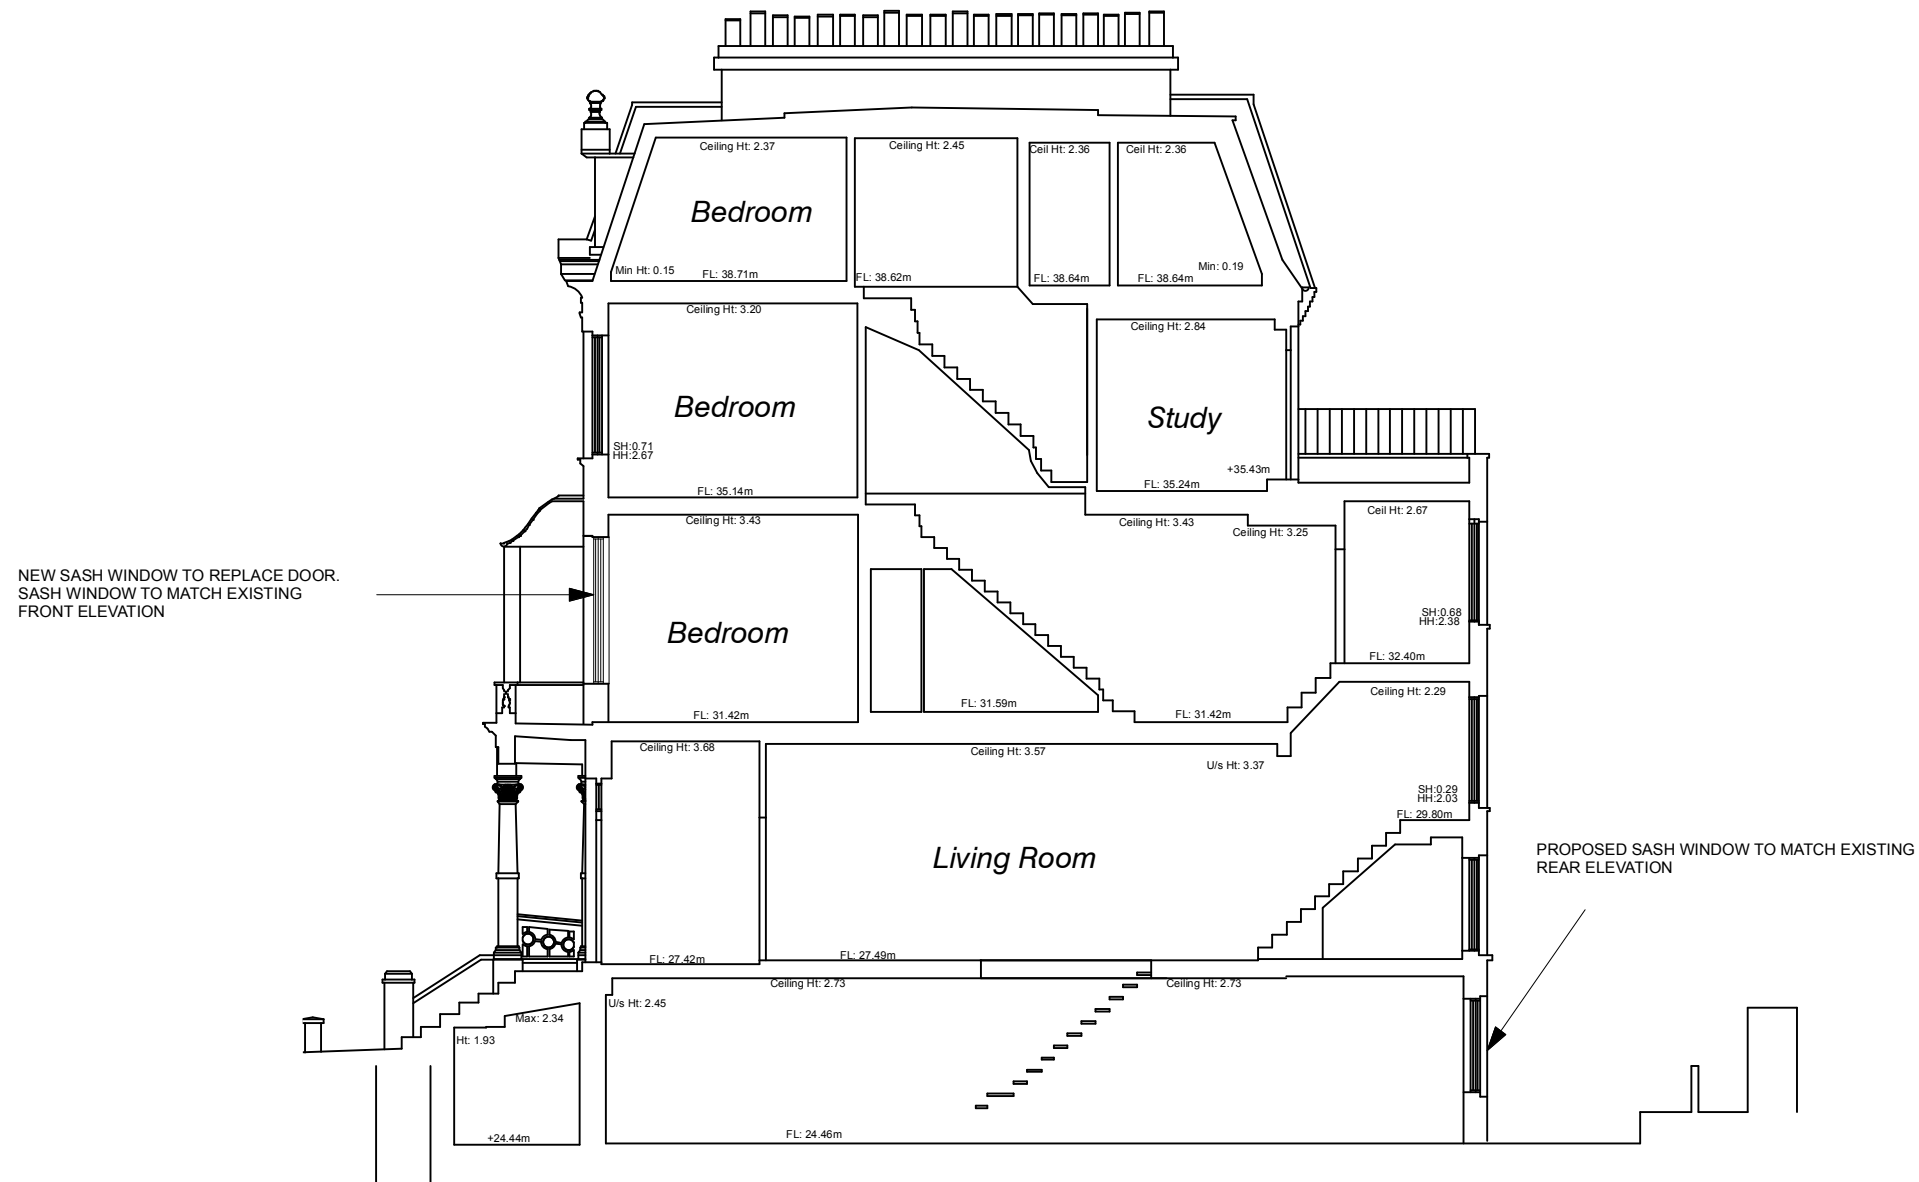 Ceiling Ht: 2.37
Ceiling Ht: 2.45
Ceil Ht: 2.36
Ceil Ht: 2.36
Bedroom
Min Ht: 0.15
FL: 38.71m
FL: 38.62m
FL: 38.64m
Min: 0.19
FL: 38.64m
Ceiling Ht: 3.20
Ceiling Ht: 2.84
Bedroom
Study
SH:0.71
HH:2.67
+35.43m
FL: 35.14m
FL: 35.24m
Ceiling Ht: 3.43
Ceiling Ht: 3.43
Ceiling Ht: 3.25
Ceil Ht: 2.67
NEW SASH WINDOW TO REPLACE DOOR.
SASH WINDOW TO MATCH EXISTING
FRONT ELEVATION
Bedroom
SH:0.68
HH:2.38
FL: 32.40m
FL: 31.42m
FL: 31.59m
FL: 31.42m
Ceiling Ht: 2.29
Ceiling Ht: 3.68
Ceiling Ht: 3.57
U/s Ht: 3.37
SH:0.29
HH:2.03
FL: 29.80m
Living Room
PROPOSED SASH WINDOW TO MATCH EXISTING
REAR ELEVATION
FL: 27.42m
FL: 27.49m
Ceiling Ht: 2.73
Ceiling Ht: 2.73
U/s Ht: 2.45
Max: 2.34
Ht: 1.93
+24.44m
FL: 24.46m